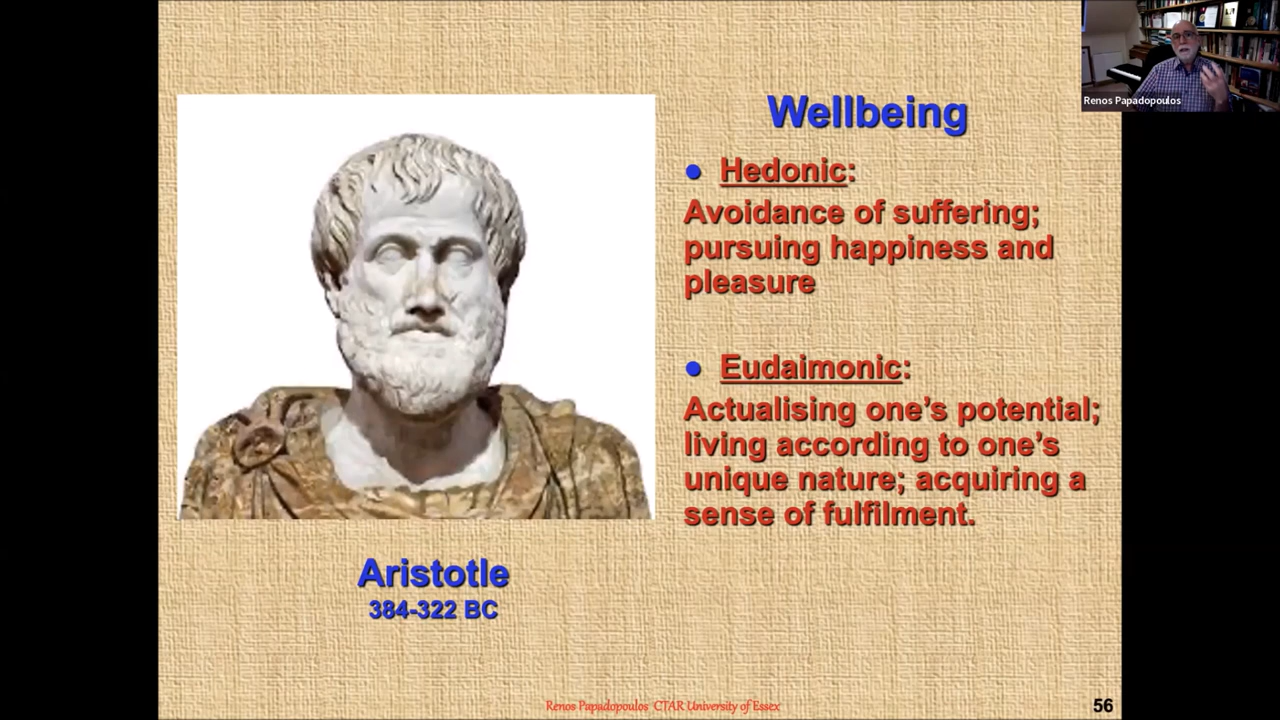 Renos Papadopoulos
Wellbeing
● Hedonic:
Avoidance of suffering;
pursuing happiness and
pleasure
● Eudaimonic:
Actualising one's potential;
living according to one's
unique nature; acquiring a
sense of fulfilment.
Aristotle
384-322 BC
Renos Papadopoulos CTAR University of Essex
56